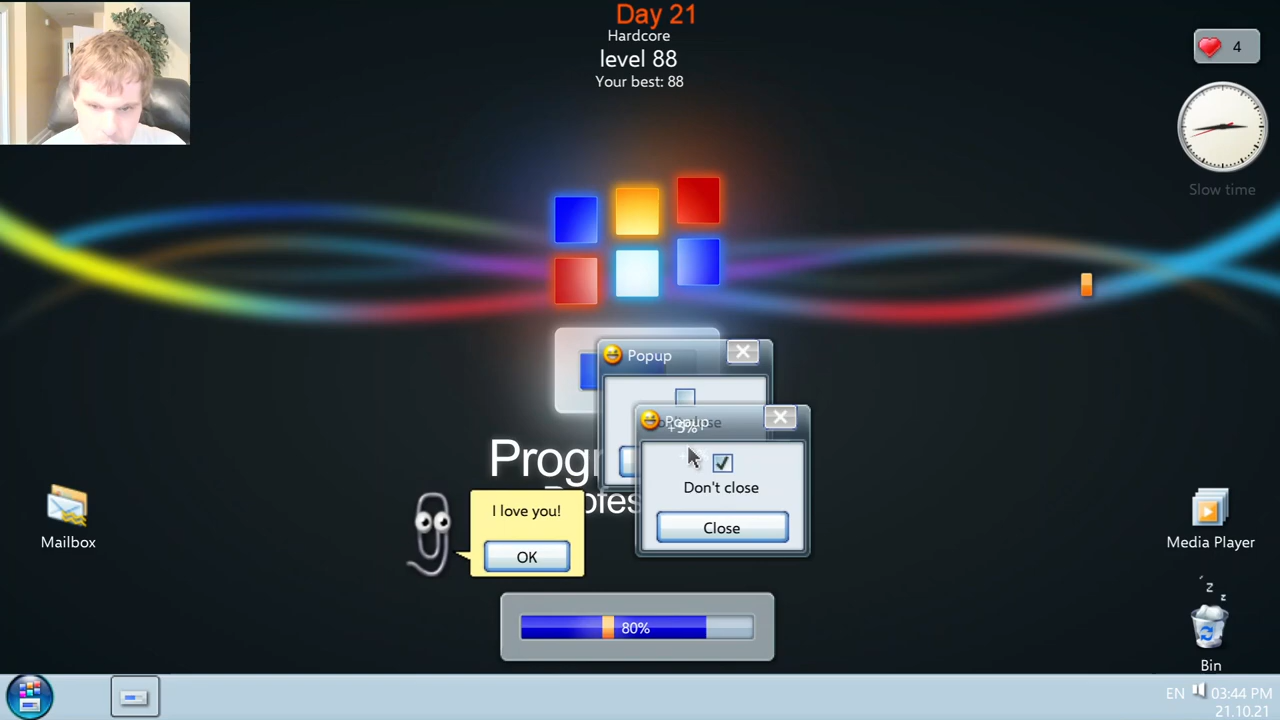 Day 21
Hardcore
level 88
Your best: 88
4
Slow time
Popup
Popup
+5%
Don't close
Close
I love you!
OK
80%
Mailbox
Media Player
z
z
Bin
EN
03:44 PM
21.10.21